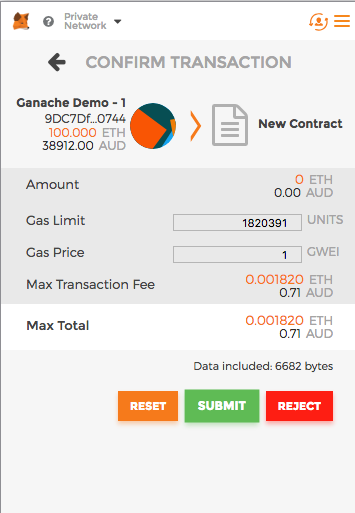 ?
Private
Network
CONFIRM TRANSACTION
Ganache Demo - 1
9DC7Df...0744
100.000 ETH
38912.00 AUD
New Contract
Amount
0 ETH
0.00 AUD
Gas Limit
1820391 UNITS
Gas Price
1 GWEI
Max Transaction Fee
0.001820 ETH
0.71 AUD
Max Total
0.001820 ETH
0.71 AUD
Data included: 6682 bytes
RESET SUBMIT REJECT